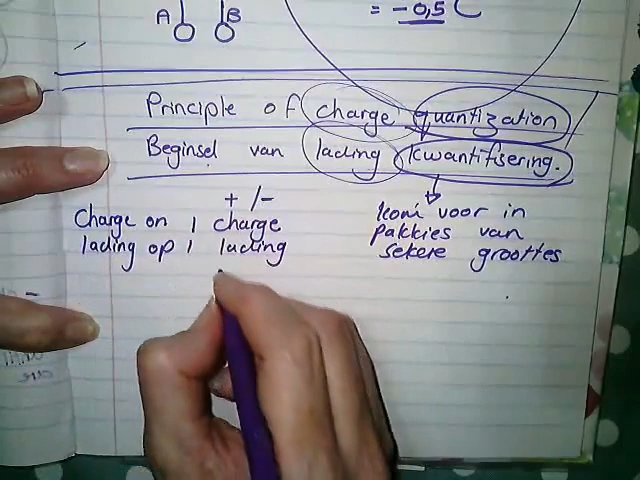 A B
= -0,5 C
Principle of charge quantization
Beginsel van lading kwantifisering.
+ /-
Charge on 1 charge
lading op 1 lading
kom voor in
pakkies van
sekere groottes